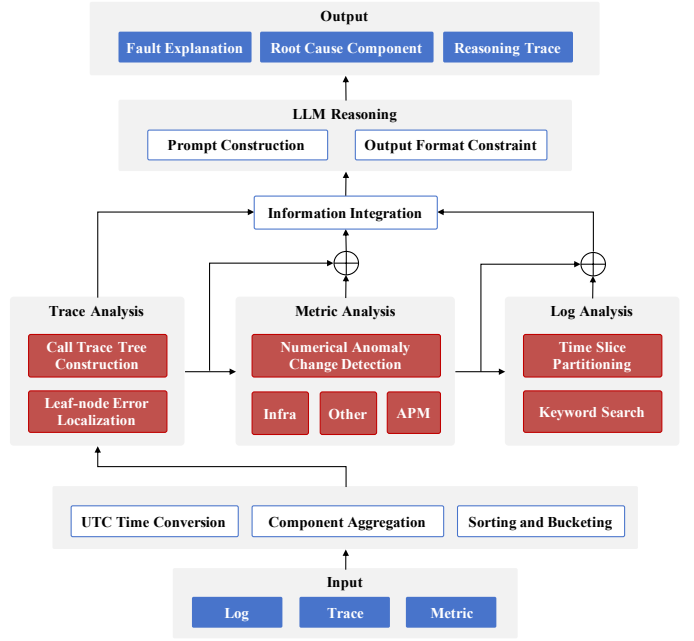 Output
Fault Explanation
Root Cause Component
Reasoning Trace
LLM Reasoning
Prompt Construction
Output Format Constraint
Information Integration
Trace Analysis
Call Trace Tree
Construction
Leaf-node Error
Localization
Metric Analysis
Numerical Anomaly
Change Detection
Infra
Other
APM
Log Analysis
Time Slice
Partitioning
Keyword Search
UTC Time Conversion
Component Aggregation
Sorting and Bucketing
Input
Log
Trace
Metric